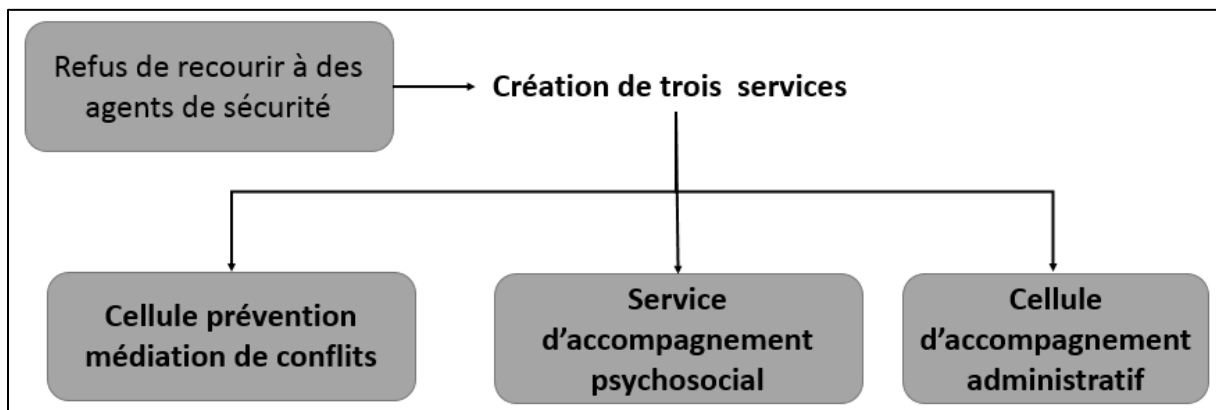 Refus de recourir à des
agents de sécurité
Création de trois  services
Cellule prévention
médiation de conflits
Service
d’accompagnement
psychosocial
Cellule
d’accompagnement
administratif